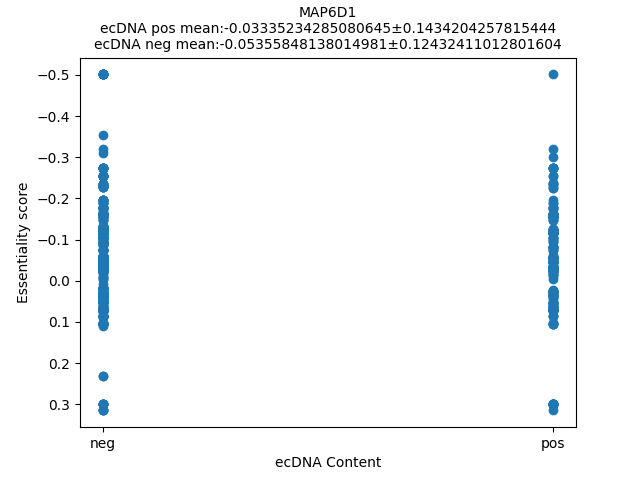 MAP6D1
ecDNA pos mean:-0.03335234285080645±0.1434204257815444
ecDNA neg mean:-0.05355848138014981±0.12432411012801604
−0.5
−0.4
−0.3
−0.2
−0.1
0.0
0.1
0.2
0.3
Essentiality score
neg pos
ecDNA Content